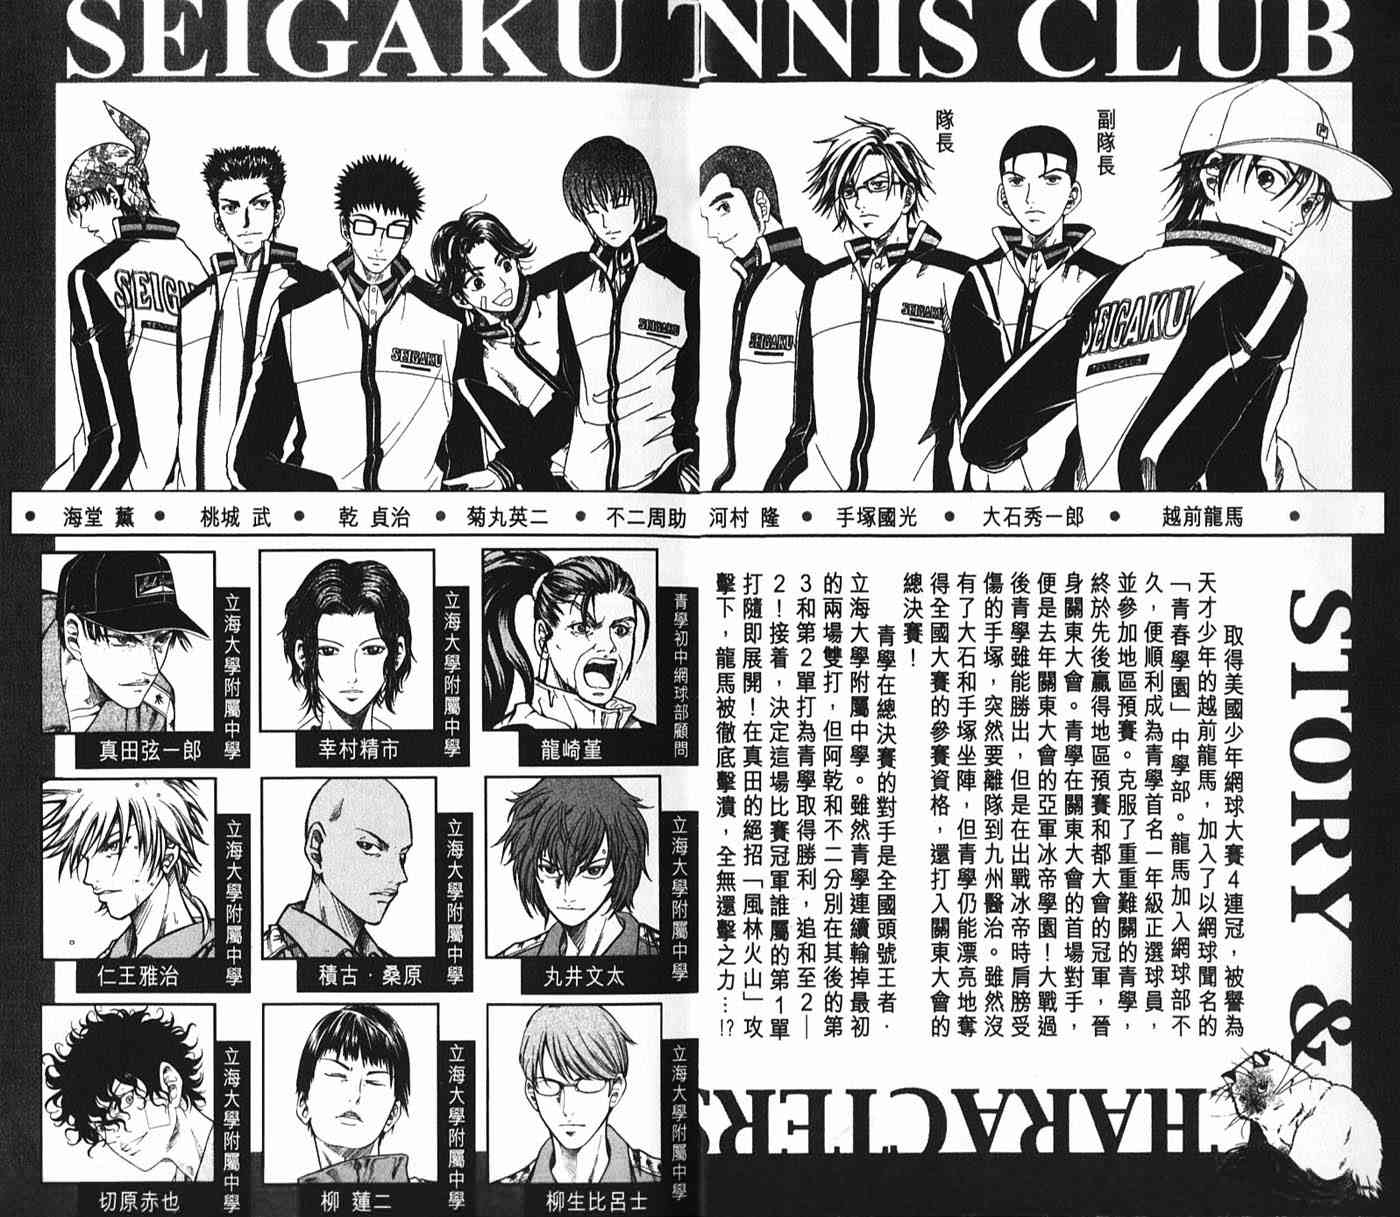 SEIGAKU TNNIS CLUB
隊長
副隊長
SEIGAKU
SEIGAKU
SEIGAKU
SEIGAKU
SEIGAKU
SEIGAKU
TENNIS CLUB
海堂 薰 • 桃城 武 • 乾 貞治 • 菊丸英二 • 不二周助 河村 隆 • 手塚國光 • 大石秀一郎 • 越前龍馬
STORY & CHARACTERS
取得美國少年網球大賽4連冠，被譽為
天才少年的越前龍馬，加入了以網球聞名的
「青春學園」中學部。龍馬加入網球部不
久，便順利成為青學首名一年級正選球員，
並參加地區預賽。克服了重重難關的青學，
終於先後贏得地區預賽和都大會的冠軍，晉
身關東大會。青學在關東大會的首場對手，
便是去年關東大會的亞軍冰帝學園！大戰過
後青學雖能勝出，但是在出戰冰帝時肩膀受
傷的手塚，突然要離隊到九州醫治。雖然沒
有了大石和手塚坐陣，但青學仍能漂亮地奪
得全國大賽的參賽資格，還打入關東大會的
總決賽！
青學在總決賽的對手是全國頭號王者．
立海大學附屬中學。雖然青學連續輸掉最初
的兩場雙打，但阿乾和不二分別在其後的第
3和第2單打為青學取得勝利，追和至2—
2！接着，決定這場比賽冠軍誰屬的第1單
打隨即展開！在真田的絕招「風林火山」攻
擊下，龍馬被徹底擊潰，全無還擊之力…!?
青學初中網球部顧問
龍崎堇
立海大學附屬中學
幸村精市
立海大學附屬中學
真田弦一郎
立海大學附屬中學
丸井文太
立海大學附屬中學
積古．桑原
立海大學附屬中學
仁王雅治
立海大學附屬中學
柳生比呂士
立海大學附屬中學
柳 蓮二
立海大學附屬中學
切原赤也